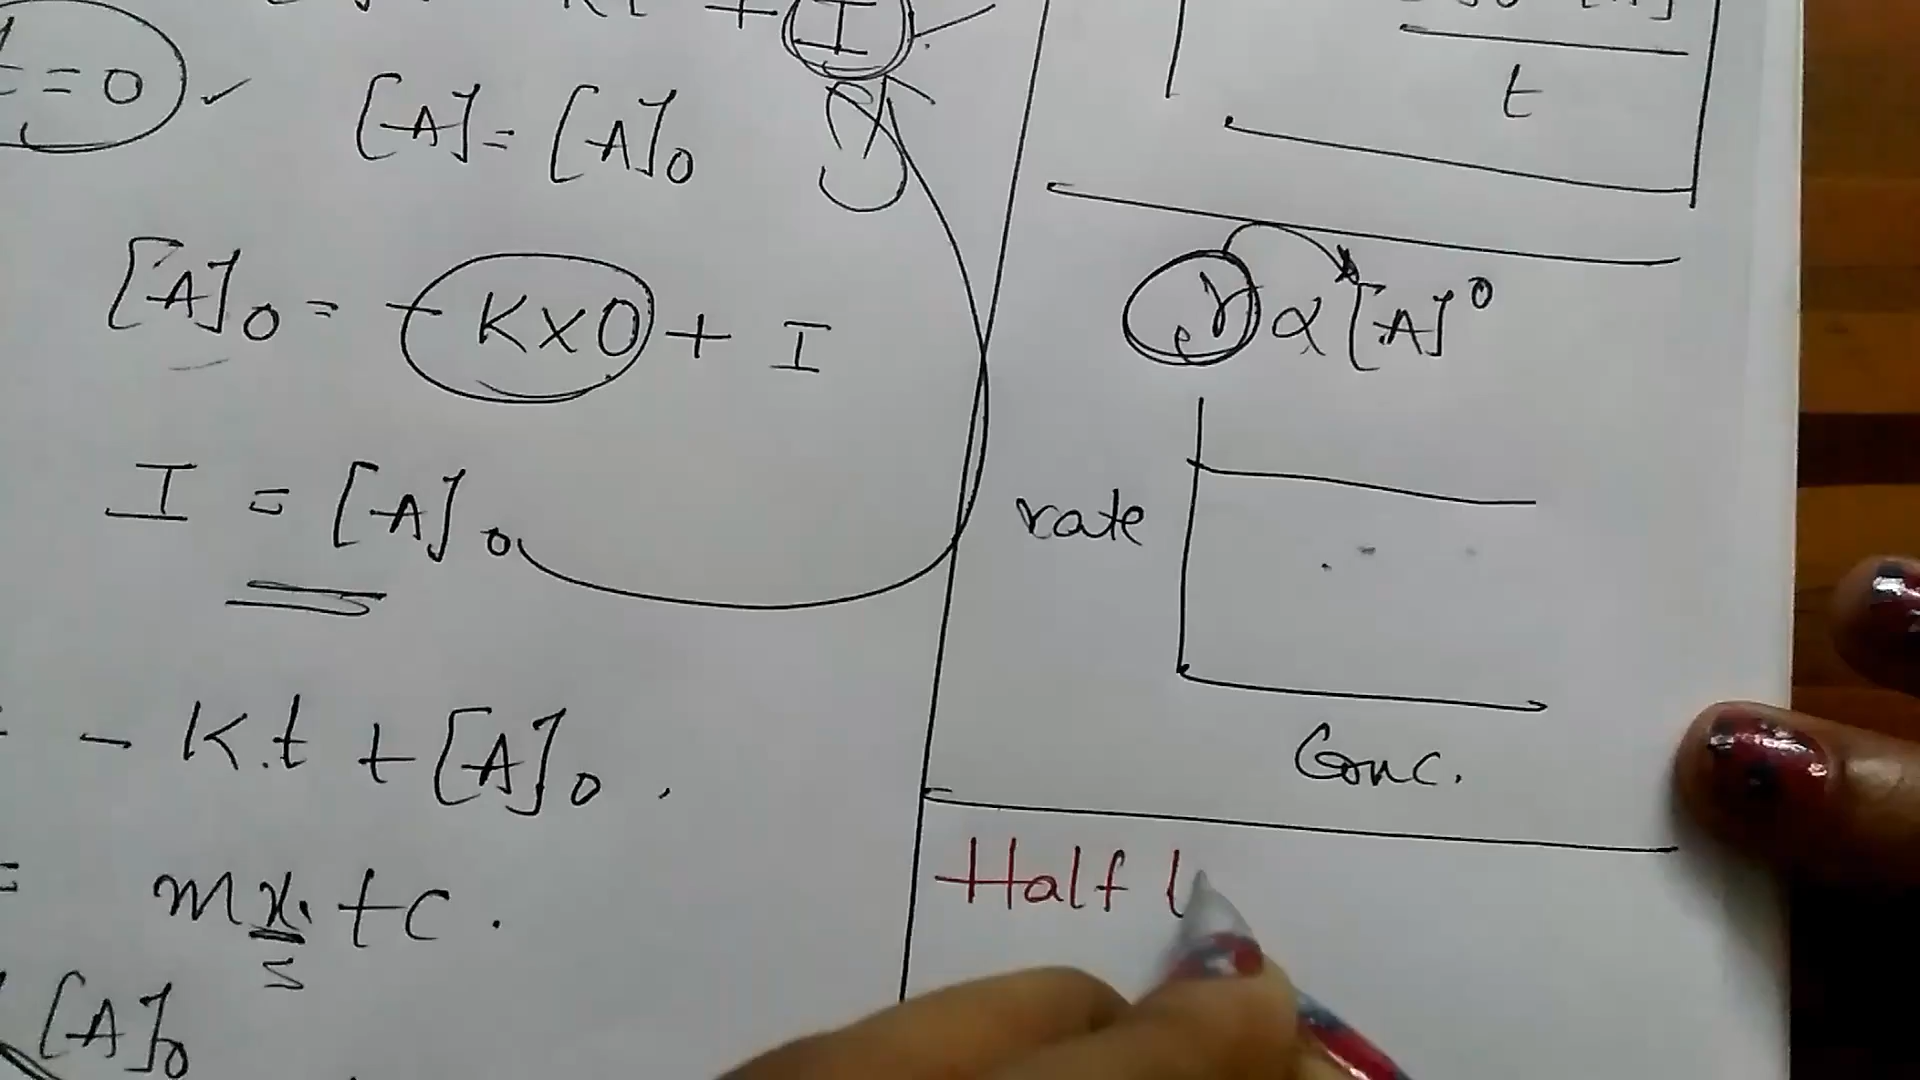 + I
t = 0
[A] = [A]₀
[A]₀ = - K x 0 + I
I = [A]₀
- K.t + [A]₀ .
= mx + c .
[A]₀
t
r α [A]⁰
rate
Conc.
Half l